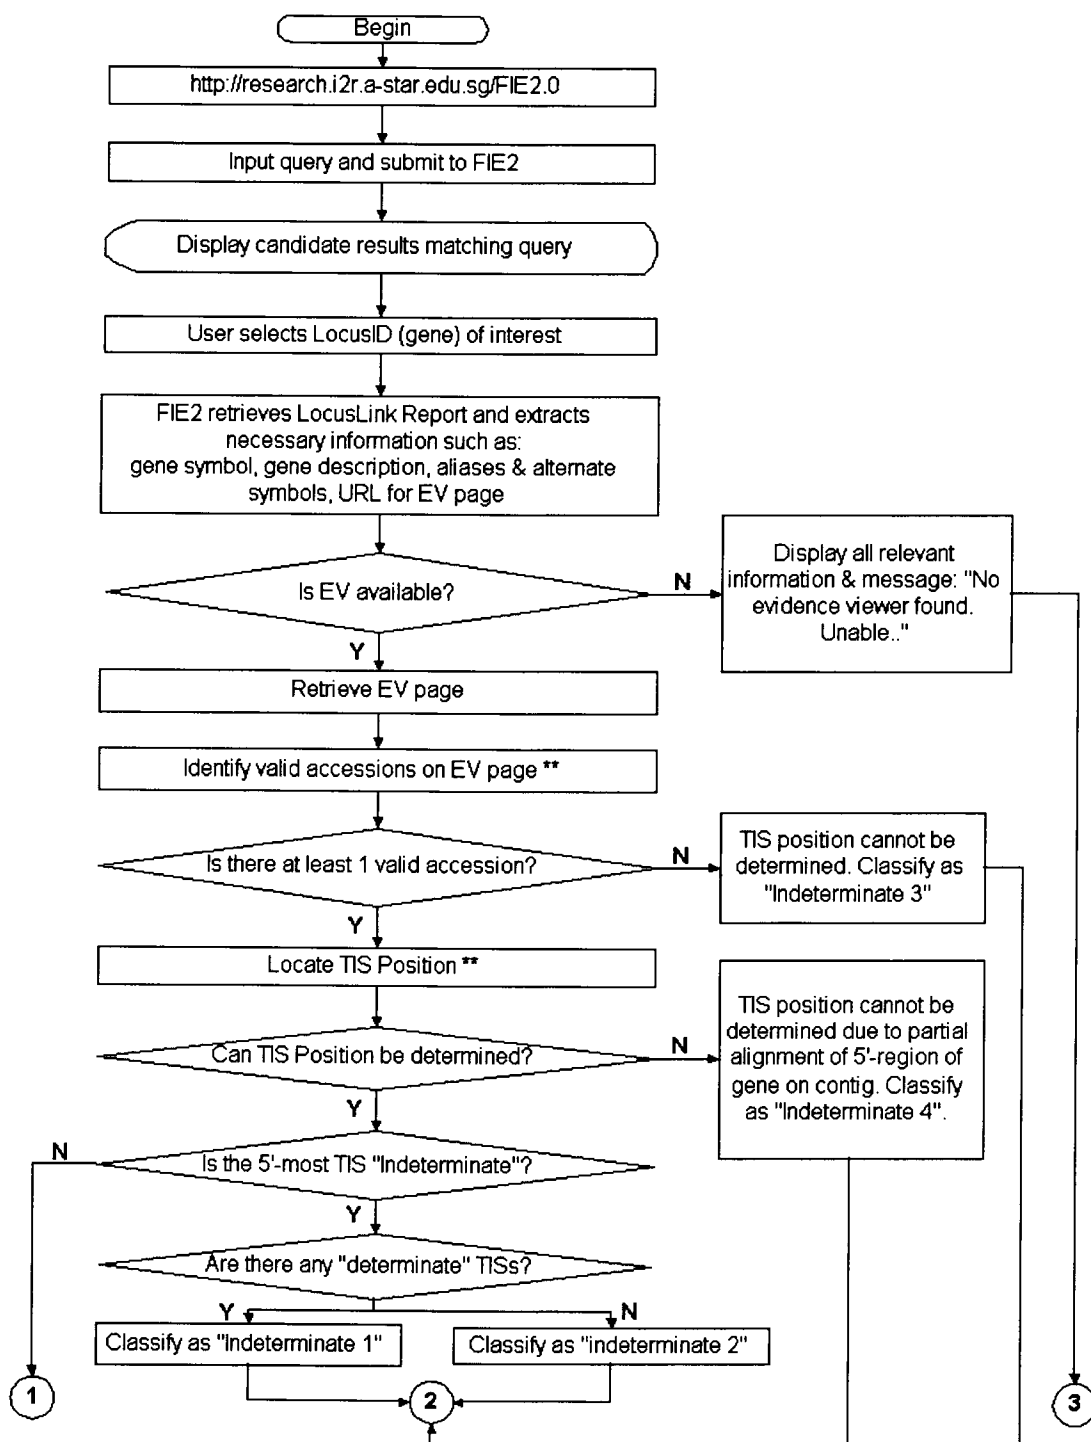 Begin
http://research.i2r.a-star.edu.sg/FIE2.0
Input query and submit to FIE2
Display candidate results matching query
User selects LocusID (gene) of interest
FIE2 retrieves LocusLink Report and extracts
necessary information such as:
gene symbol, gene description, aliases & alternate
symbols, URL for EV page
Is EV available?
N
Display all relevant
information & message: "No
evidence viewer found.
Unable.."
Y
Retrieve EV page
Identify valid accessions on EV page **
Is there at least 1 valid accession?
N
TIS position cannot be
determined. Classify as
"Indeterminate 3"
Y
Locate TIS Position **
Can TIS Position be determined?
N
TIS position cannot be
determined due to partial
alignment of 5'-region of
gene on contig. Classify
as "Indeterminate 4".
Y
N
Is the 5'-most TIS "Indeterminate"?
Y
Are there any "determinate" TISs?
Y
N
Classify as "Indeterminate 1"
Classify as "indeterminate 2"
1
2
3